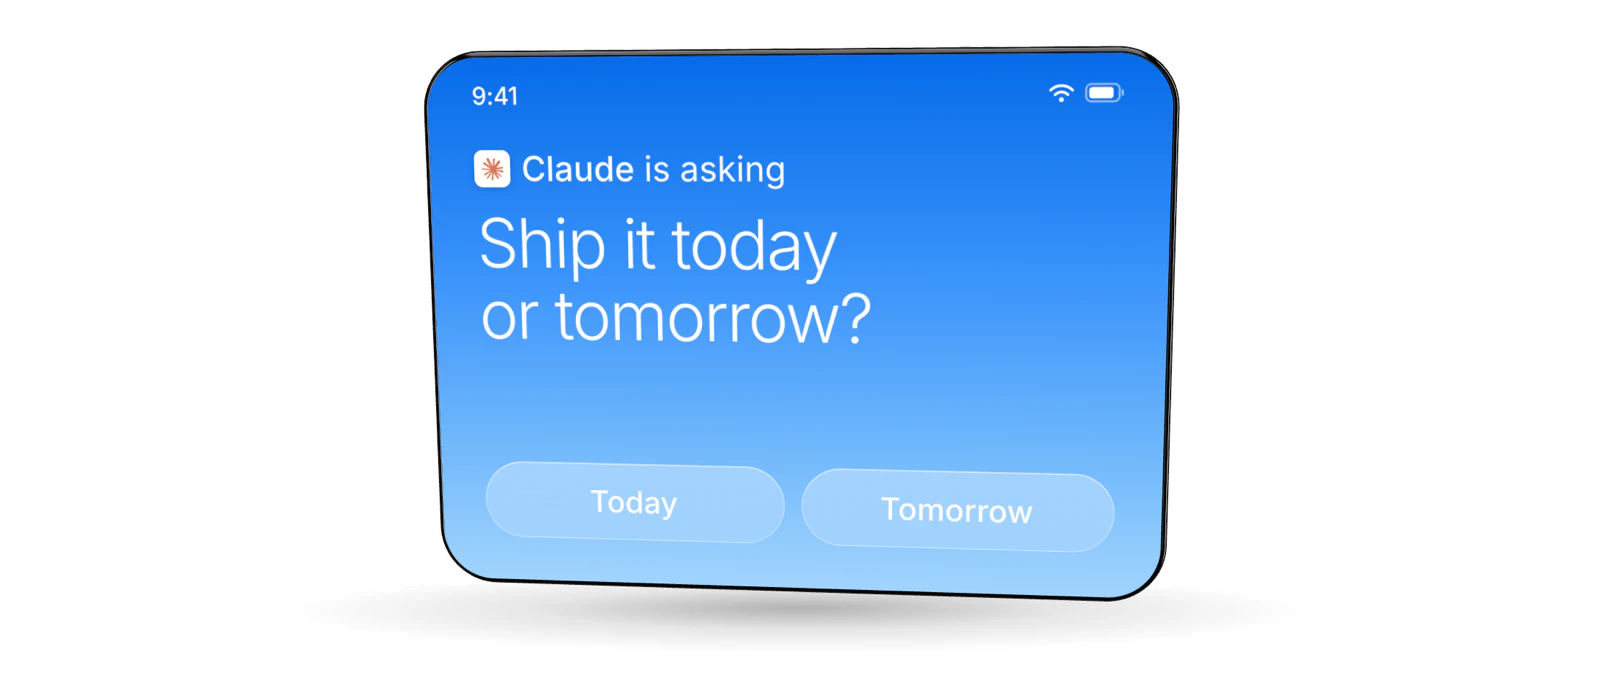 9:41
Claude is asking
Ship it today
or tomorrow?
Today
Tomorrow